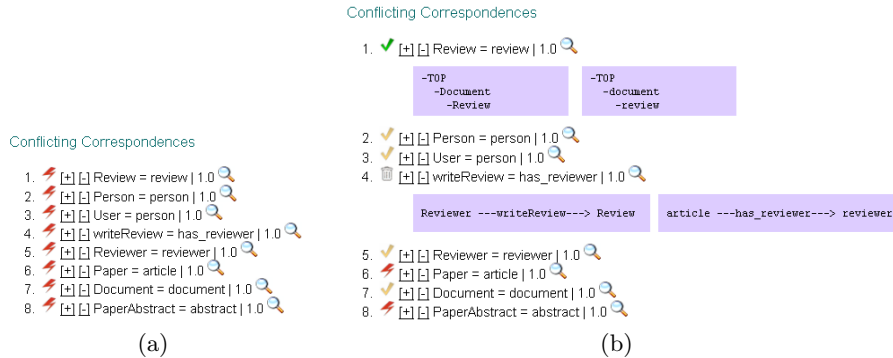 Conflicting Correspondences
1. [+] [-] Review = review | 1.0
2. [+] [-] Person = person | 1.0
3. [+] [-] User = person | 1.0
4. [+] [-] writeReview = has_reviewer | 1.0
5. [+] [-] Reviewer = reviewer | 1.0
6. [+] [-] Paper = article | 1.0
7. [+] [-] Document = document | 1.0
8. [+] [-] PaperAbstract = abstract | 1.0
(a)
Conflicting Correspondences
1. [+] [-] Review = review | 1.0
-TOP
-Document
-Review
-TOP
-document
-review
2. [+] [-] Person = person | 1.0
3. [+] [-] User = person | 1.0
4. [+] [-] writeReview = has_reviewer | 1.0
Reviewer ---writeReview---> Review
article ---has_reviewer---> reviewer
5. [+] [-] Reviewer = reviewer | 1.0
6. [+] [-] Paper = article | 1.0
7. [+] [-] Document = document | 1.0
8. [+] [-] PaperAbstract = abstract | 1.0
(b)